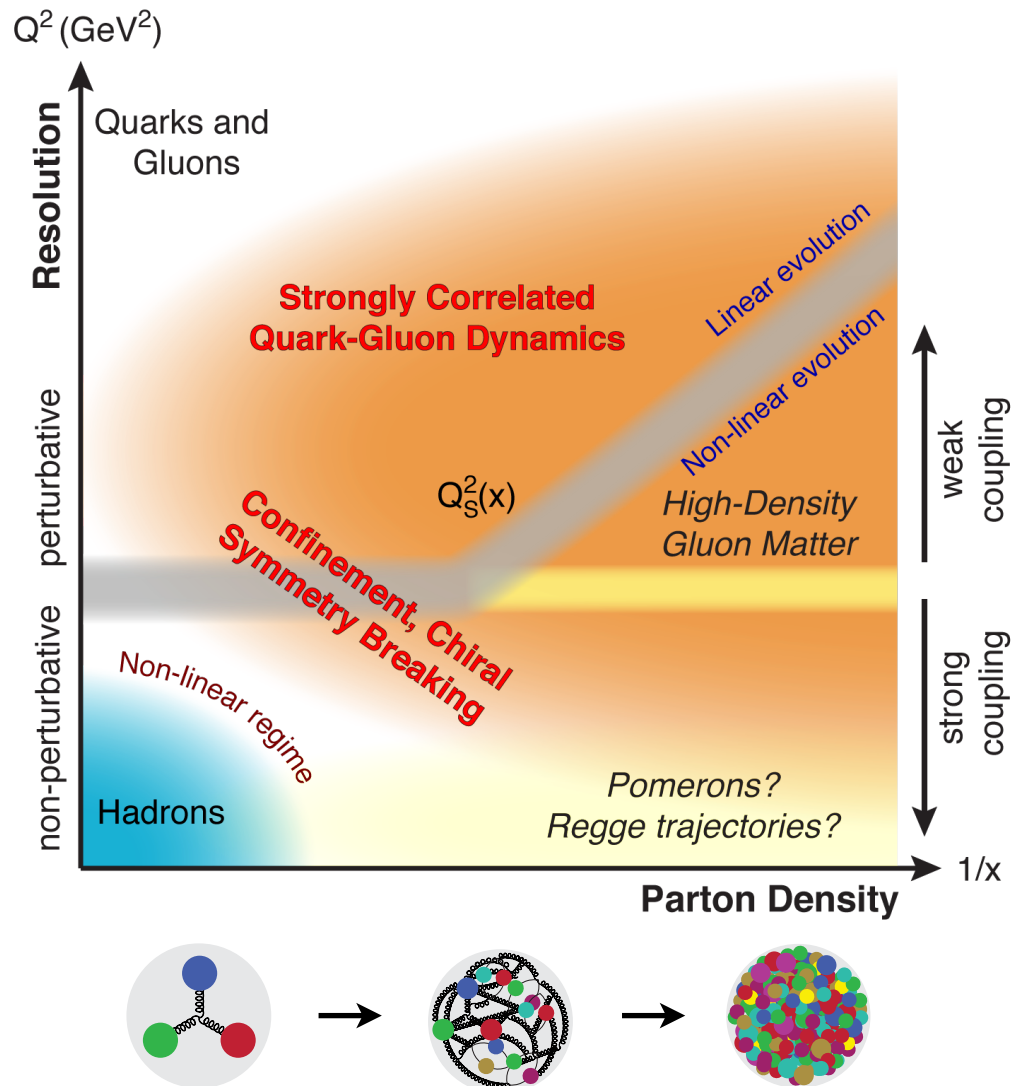 Q² (GeV²)
Resolution
Quarks and
Gluons
Strongly Correlated
Quark-Gluon Dynamics
Linear evolution
Non-linear evolution
perturbative
Q²S(x)
High-Density
Gluon Matter
weak
coupling
Confinement, Chiral
Symmetry Breaking
non-perturbative
Non-linear regime
strong
coupling
Hadrons
Pomerons?
Regge trajectories?
1/x
Parton Density